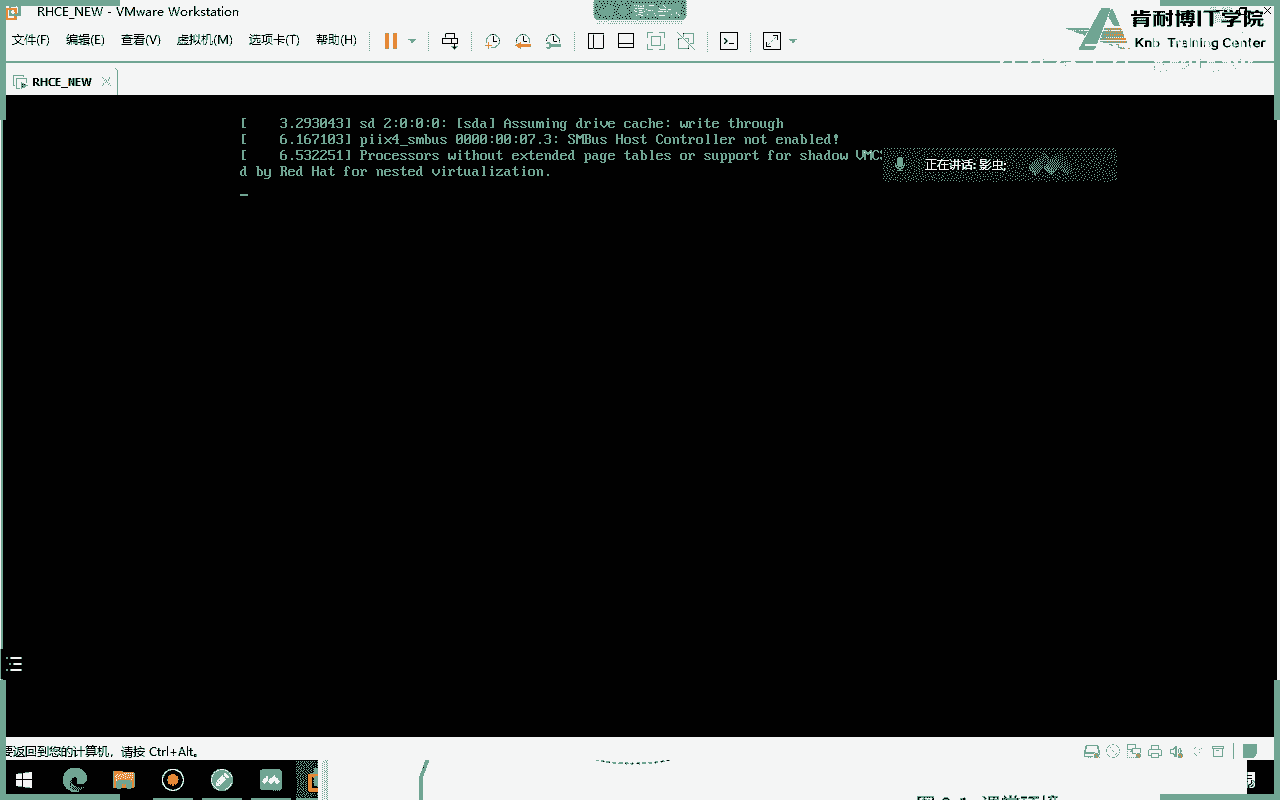 RHCE_NEW - VMware Workstation
肯耐博IT学院
Knb Training Center
文件(F) 编辑(E) 查看(V) 虚拟机(M) 选项卡(T) 帮助(H)
RHCE_NEW
[    3.293043] sd 2:0:0:0: [sda] Assuming drive cache: write through
[    6.167103] piix4_smbus 0000:00:07.3: SMBus Host Controller not enabled!
[    6.532251] Processors without extended page tables or support for shadow VMCS
正在讲话: 影虫;
d by Red Hat for nested virtualization.
要返回到您的计算机，请按 Ctrl+Alt。